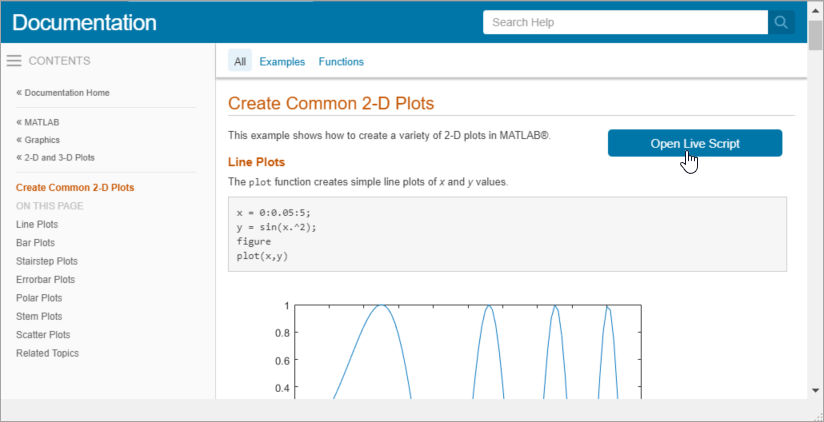 Documentation
Search Help
CONTENTS
« Documentation Home
« MATLAB
« Graphics
« 2-D and 3-D Plots
Create Common 2-D Plots
ON THIS PAGE
Line Plots
Bar Plots
Stairstep Plots
Errorbar Plots
Polar Plots
Stem Plots
Scatter Plots
Related Topics
All Examples Functions
Create Common 2-D Plots
This example shows how to create a variety of 2-D plots in MATLAB®.
Open Live Script
Line Plots
The plot function creates simple line plots of x and y values.
x = 0:0.05:5;
y = sin(x.^2);
figure
plot(x,y)
1
0.8
0.6
0.4